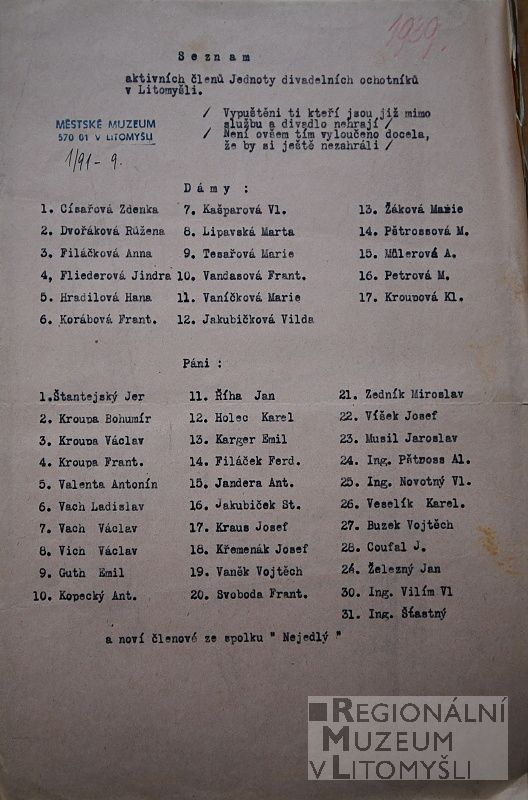 1939.
Seznam
aktivních členů Jednoty divadelních ochotníků
v Litomyšli.
/ Vypuštěni ti kteří jsou již mimo
službu a divadlo nehrají /
/ Není ovšem tím vyloučeno docela,
že by si ještě nezahráli /
MĚSTSKÉ MUZEUM
570 01 V LITOMYŠLI
1/91 - 9.
Dámy :
1. Císařová Zdenka
2. Dvořáková Růžena
3. Filáčková Anna
4, Fliederová Jindra
5. Hradilová Hana
6. Korábová Frant.
7. Kašparová Vl.
8. Lipavská Marta
9. Tesařová Marie
10. Vandasová Frant.
11. Vaníčková Marie
12. Jakubičková Vilda
13. Žáková Marie
14. Pětrossová M.
15. Můlerová A.
16. Petrová M.
17. Kroupová Kl.
Páni :
1.Štantejský Jer
2. Kroupa Bohumír
3. Kroupa Václav
4. Kroupa Frant.
5. Valenta Antonín
6. Vach Ladislav
7. Vach Václav
8. Vich Václav
9. Guth Emil
10. Kopecký Ant.
11. Říha Jan
12. Holec Karel
13. Karger Emil
14. Filáček Ferd.
15. Jandera Ant.
16. Jakubiček St.
17. Kraus Josef
18. Křemenák Josef
19. Vaněk Vojtěch
20. Svoboda Frant.
21. Zedník Miroslav
22. Víšek Josef
23. Musil Jaroslav
24. Ing. Pětross Al.
25. Ing. Novotný Vl.
26. Veselík Karel.
27. Buzek Vojtěch
28. Coufal J.
24. Železný Jan
30. Ing. Vilím Vl
31. Ing. Šťastný
a noví členové ze spolku " Nejedlý "
REGIONÁLNÍ
MUZEUM
V LITOMYŠLI